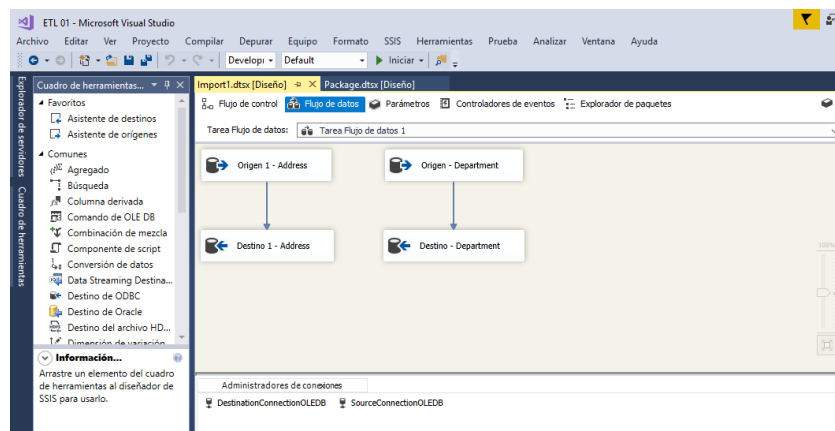 ETL 01 - Microsoft Visual Studio
Archivo Editar Ver Proyecto Compilar Depurar Equipo Formato SSIS Herramientas Prueba Analizar Ventana Ayuda
Developı Default Iniciar
Explorador de servidores
Cuadro de herramientas
Cuadro de herramientas...
Favoritos
Asistente de destinos
Asistente de orígenes
Comunes
Agregado
Búsqueda
Columna derivada
Comando de OLE DB
Combinación de mezcla
Componente de script
Conversión de datos
Data Streaming Destina...
Destino de ODBC
Destino de Oracle
Destino del archivo HD...
Dimensión de variación
Información...
Arrastre un elemento del cuadro
de herramientas al diseñador de
SSIS para usarlo.
Import1.dtsx [Diseño] Package.dtsx [Diseño]
Flujo de control Flujo de datos Parámetros Controladores de eventos Explorador de paquetes
Tarea Flujo de datos: Tarea Flujo de datos 1
Origen 1 - Address Origen - Department
Destino 1 - Address Destino - Department
100%
Administradores de conexiones
DestinationConnectionOLEDB SourceConnectionOLEDB